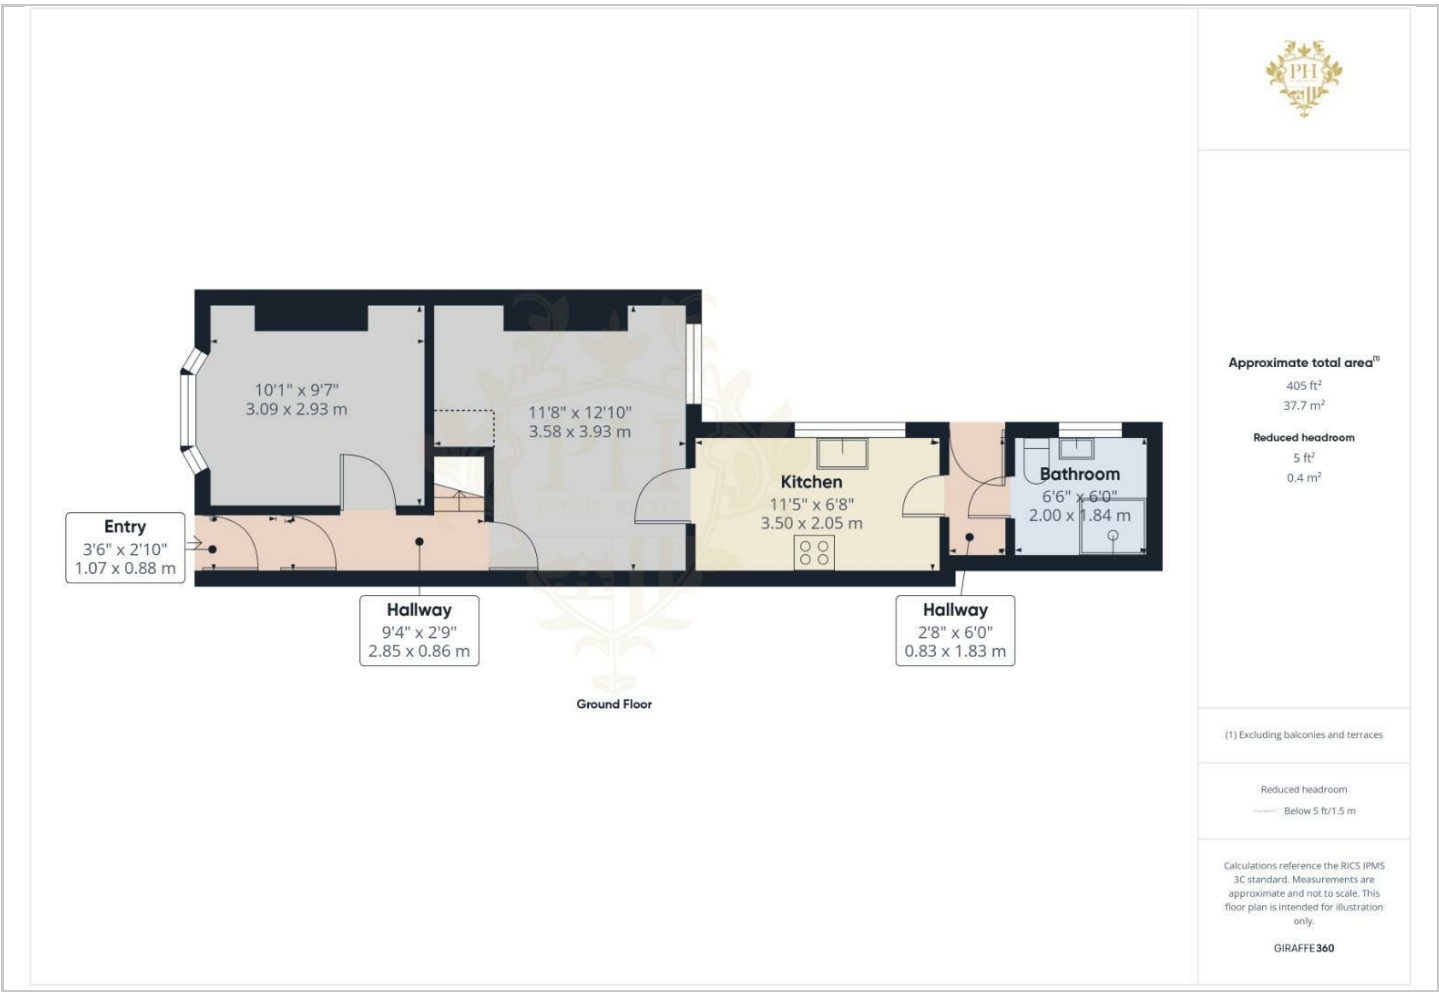 PH
10'1" x 9'7"
3.09 x 2.93 m
11'8" x 12'10"
3.58 x 3.93 m
Kitchen
11'5" x 6'8"
3.50 x 2.05 m
Bathroom
6'6" x 6'0"
2.00 x 1.84 m
Entry
3'6" x 2'10"
1.07 x 0.88 m
Hallway
9'4" x 2'9"
2.85 x 0.86 m
Hallway
2'8" x 6'0"
0.83 x 1.83 m
PH
Ground Floor
Approximate total area(1)
405 ft²
37.7 m²
Reduced headroom
5 ft²
0.4 m²
(1) Excluding balconies and terraces
Reduced headroom
Below 5 ft/1.5 m
Calculations reference the RICS IPMS
3C standard. Measurements are
approximate and not to scale. This
floor plan is intended for illustration
only.
GIRAFFE360